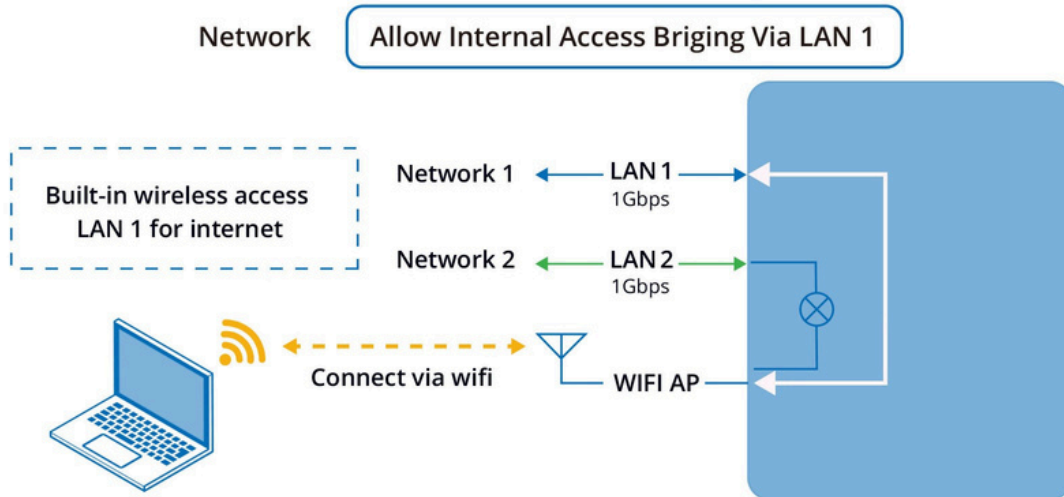 Network
Allow Internal Access Briging Via LAN 1
Built-in wireless access
LAN 1 for internet
Network 1
LAN 1
1Gbps
Network 2
LAN 2
1Gbps
Connect via wifi
WIFI AP